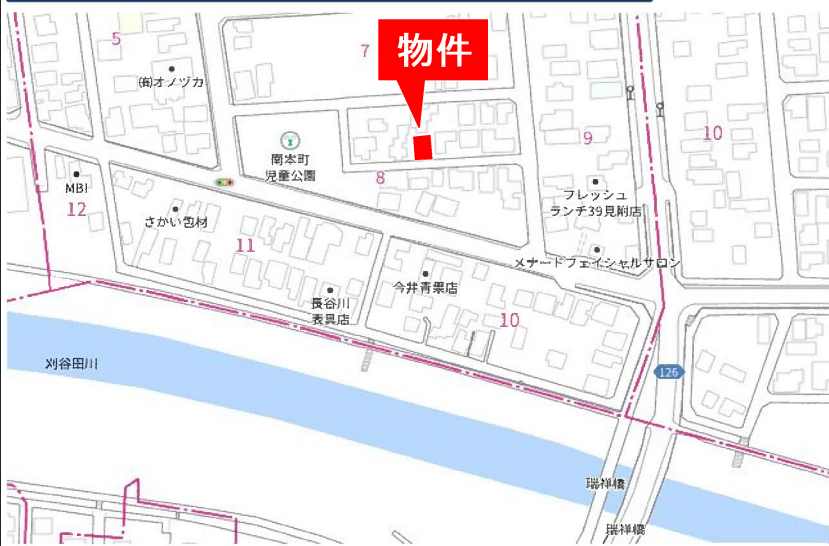 5
7
物件
㈲オノヅカ
9
10
南本町
児童公園
8
MBI
12
フレッシュ
ランチ39見附店
さかい包材
11
メナードフェイシャルサロン
今井青果店
長谷川
表具店
10
刈谷田川
126
瑞祥橋
瑞祥橋